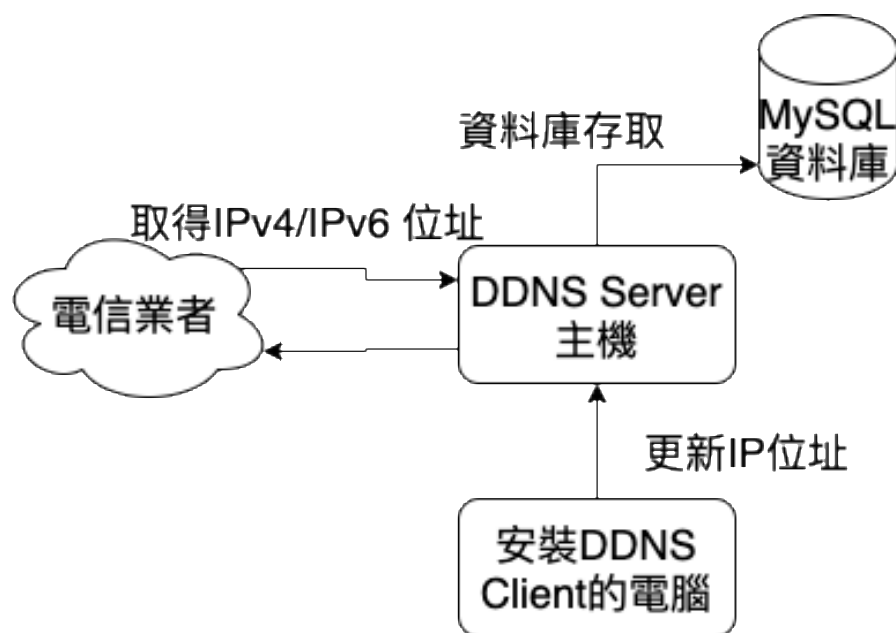 MySQL
資料庫
資料庫存取
取得IPv4/IPv6 位址
電信業者
DDNS Server
主機
更新IP位址
安裝DDNS
Client的電腦